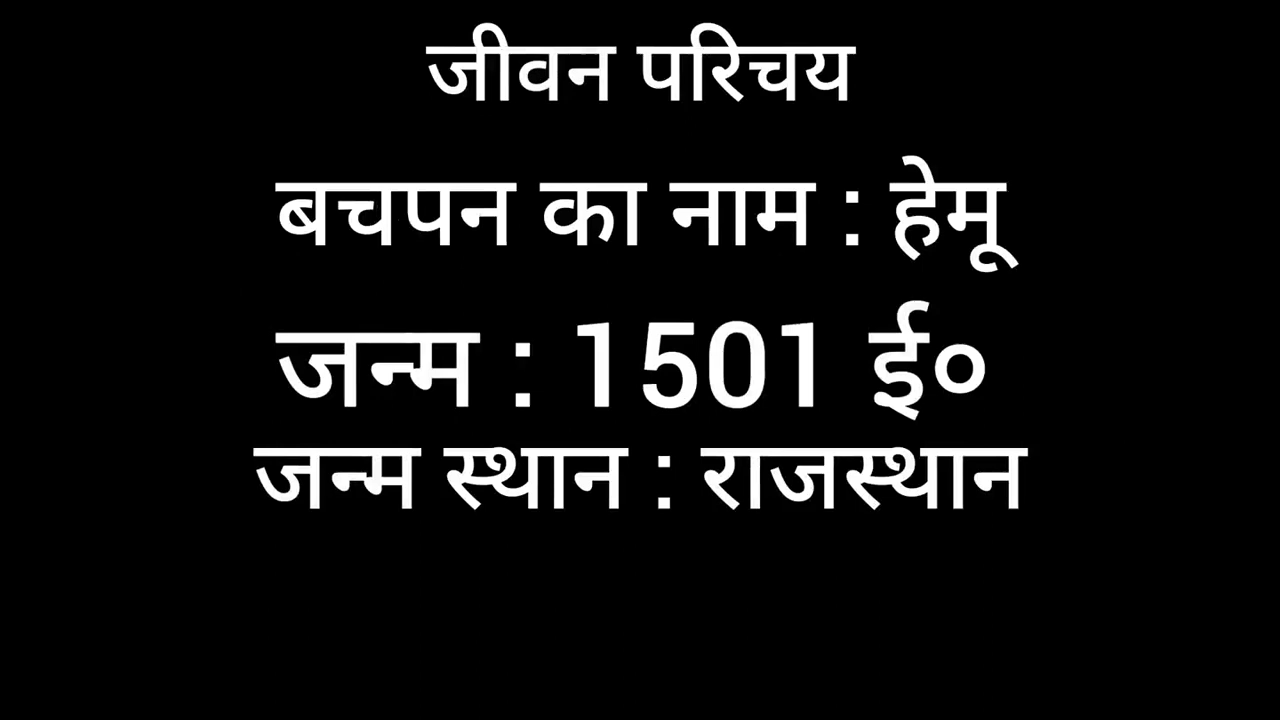 जीवन परिचय
बचपन का नाम : हेमू
जन्म : 1501 ई०
जन्म स्थान : राजस्थान